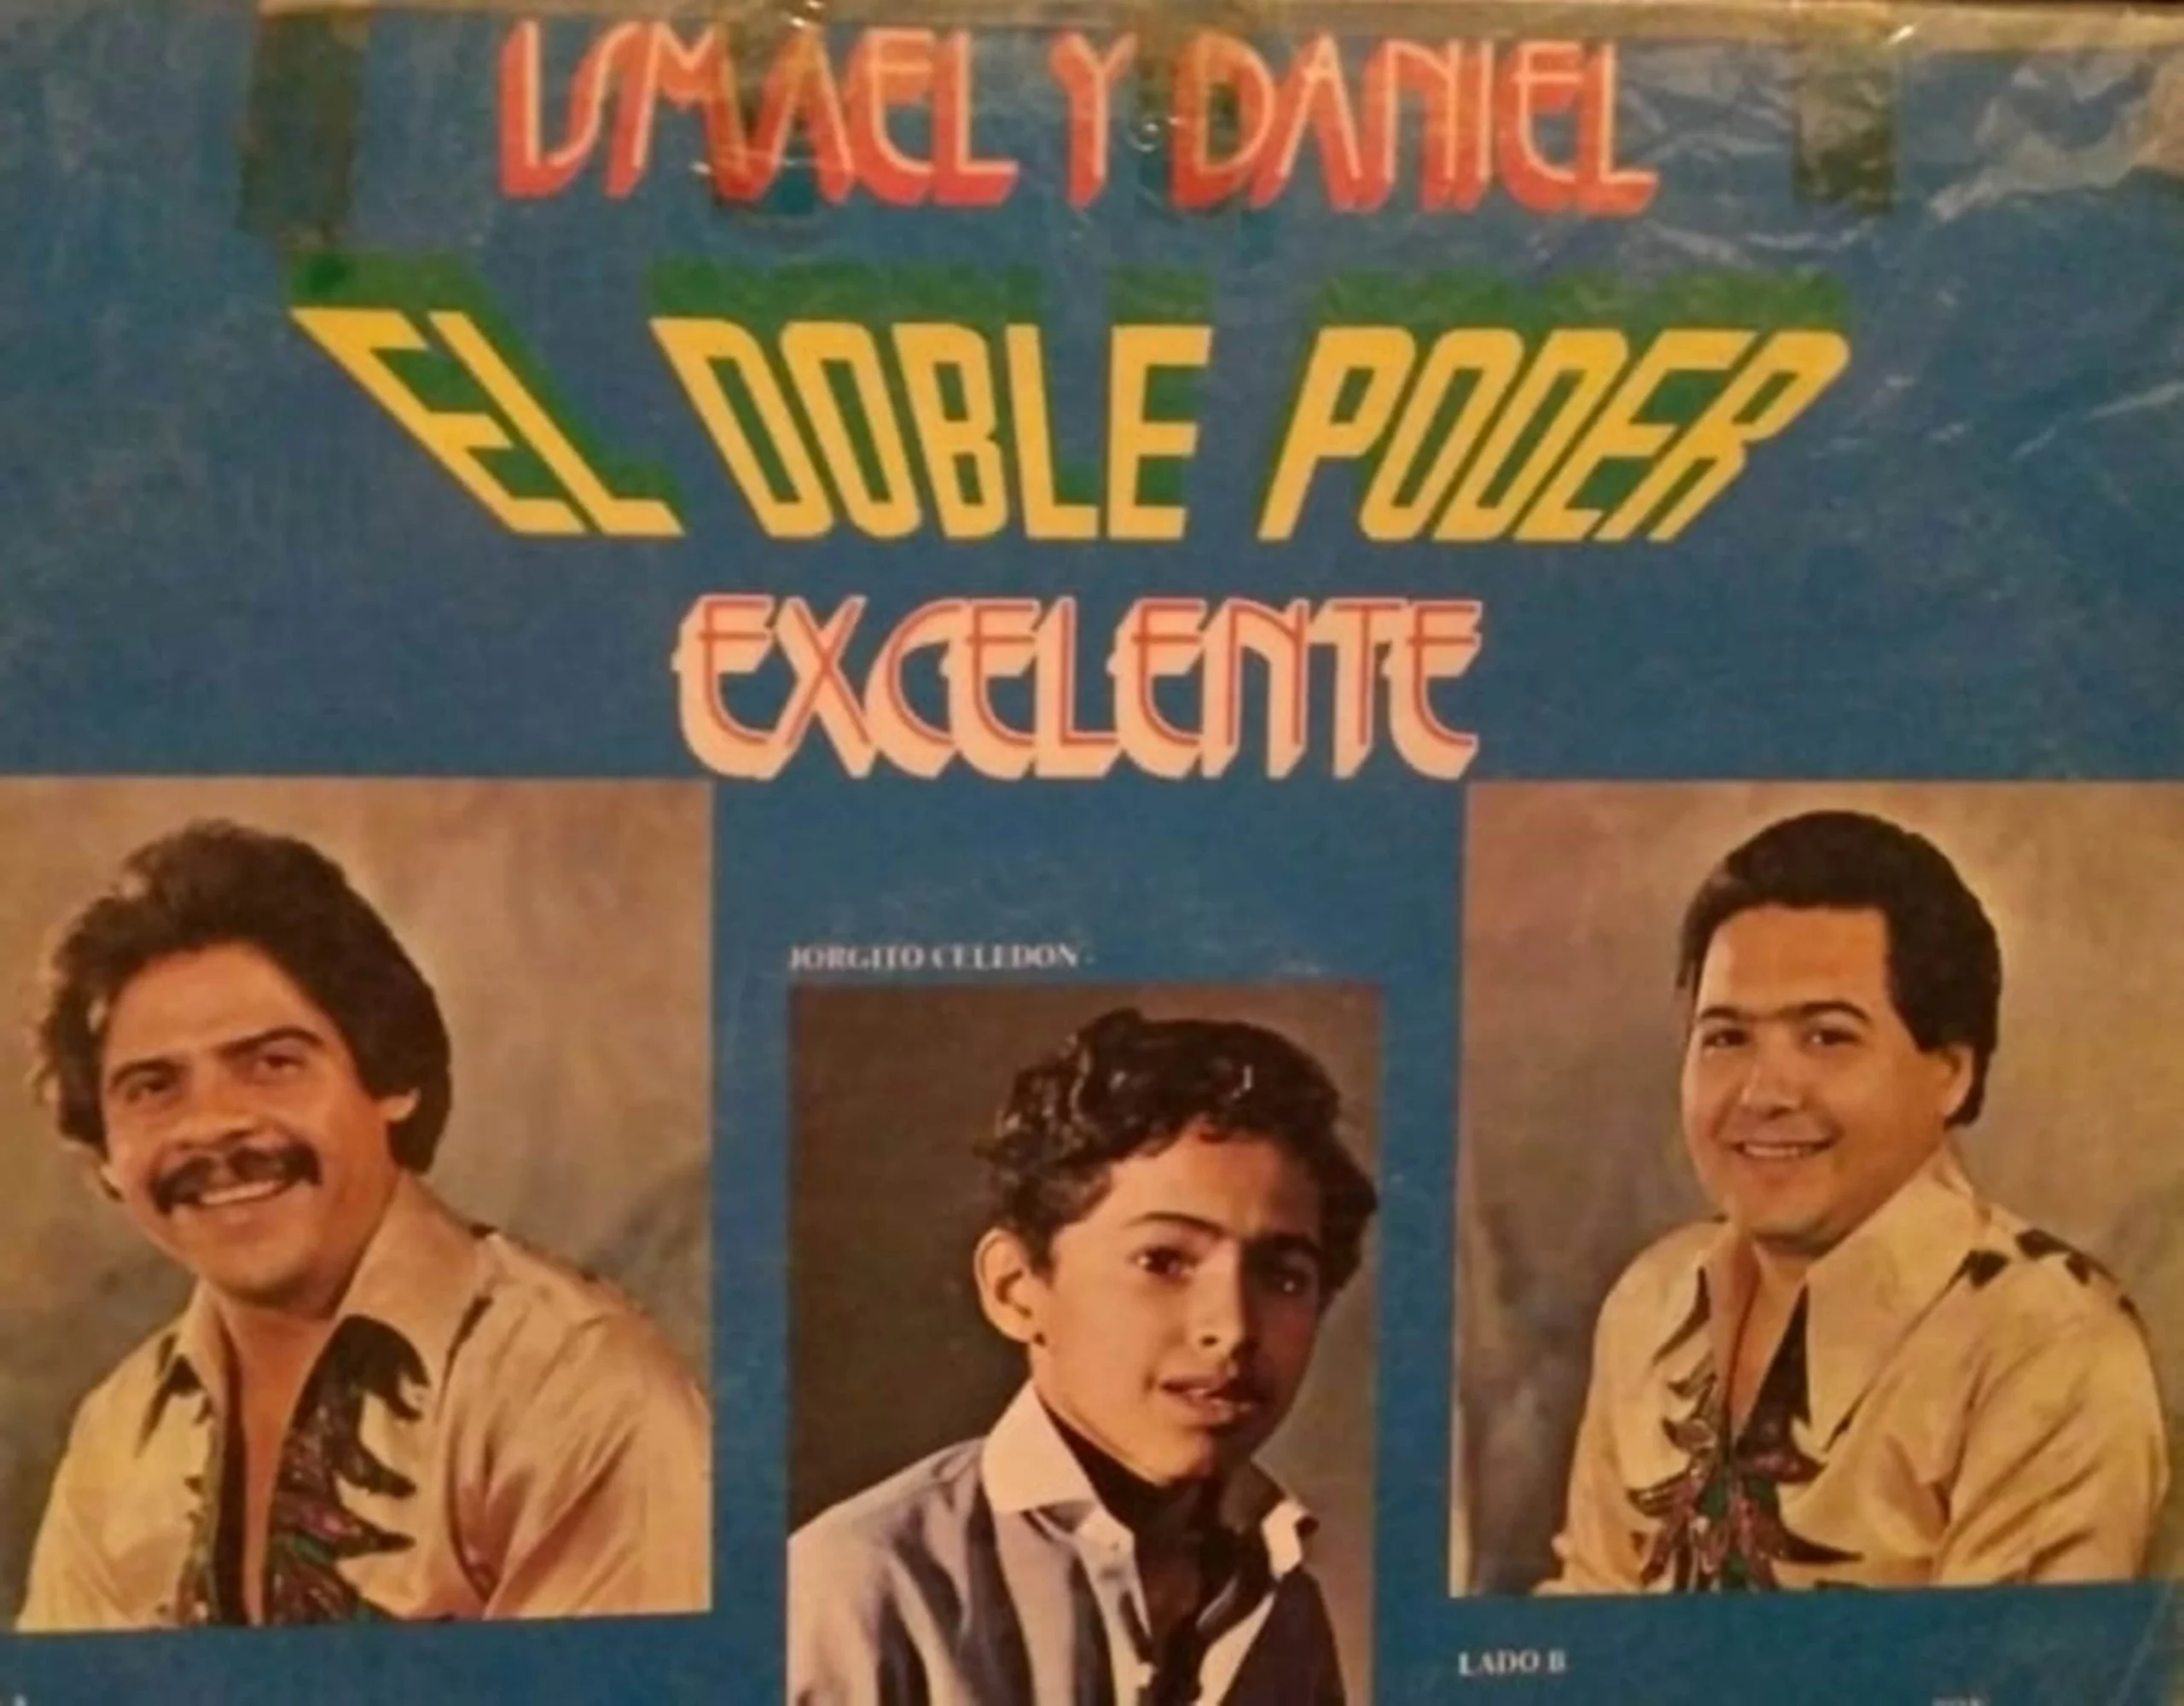 ISMAEL Y DANIEL
EL DOBLE PODER
EXCELENTE
JORGITO CELEDON -
LADO B